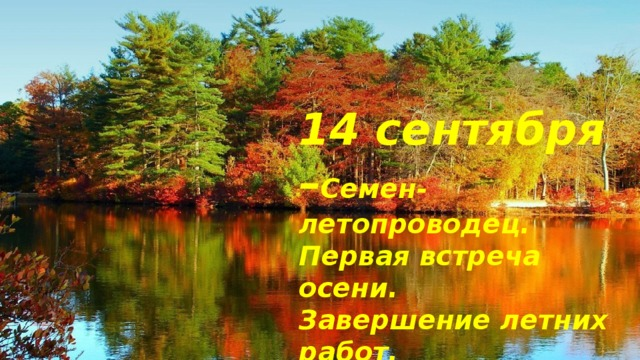 14 сентября
–Семен-
летопроводец.
Первая встреча
осени.
Завершение летних
работ.